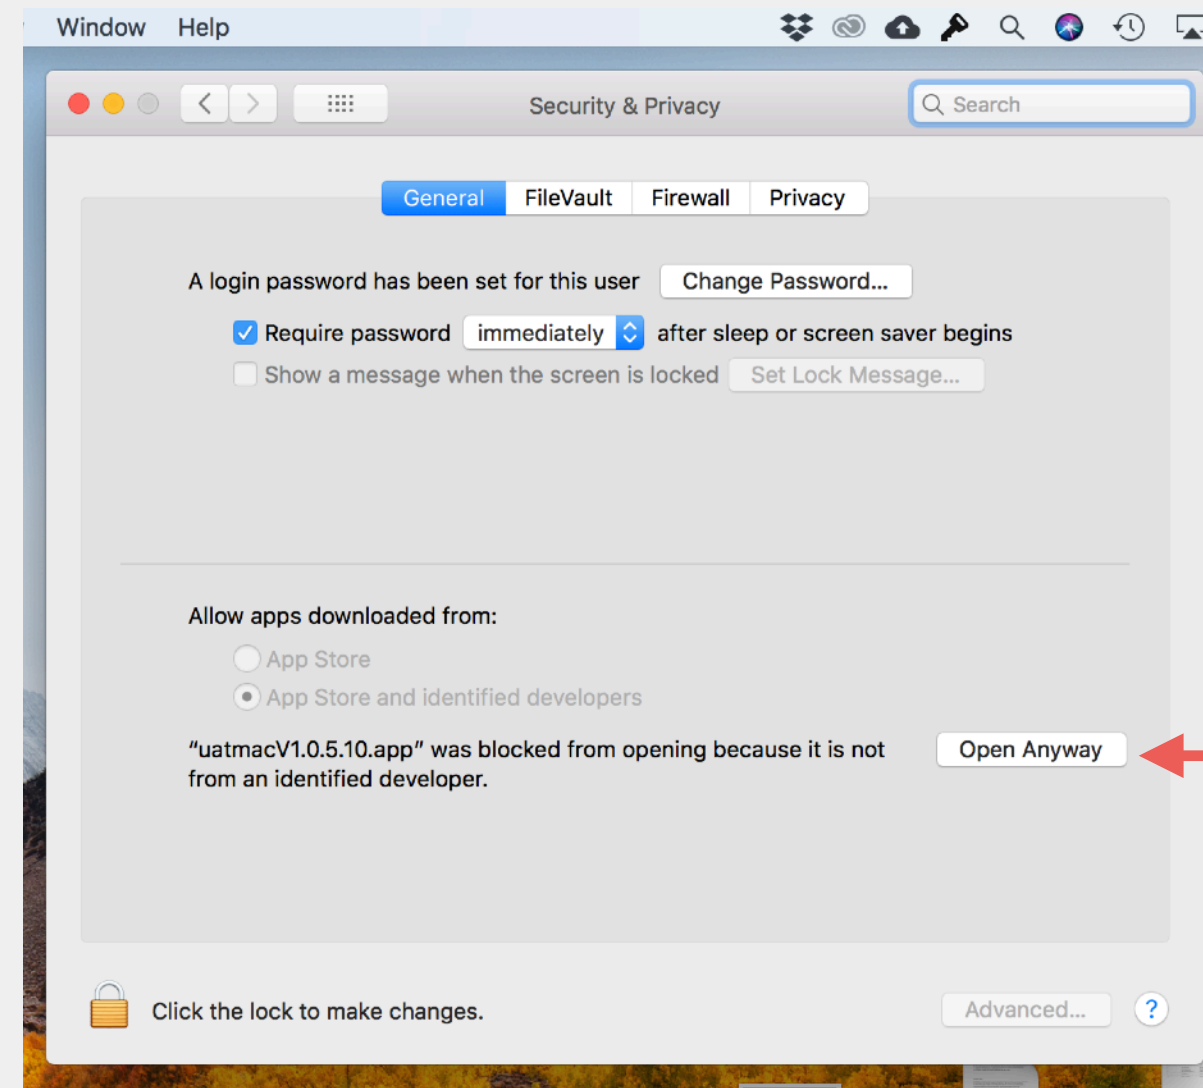 Window Help
Security & Privacy
Search
General FileVault Firewall Privacy
A login password has been set for this user Change Password...
Require password immediately after sleep or screen saver begins
Show a message when the screen is locked Set Lock Message...
Allow apps downloaded from:
App Store
App Store and identified developers
“uatmacV1.0.5.10.app” was blocked from opening because it is not Open Anyway
from an identified developer.
Click the lock to make changes. Advanced... ?